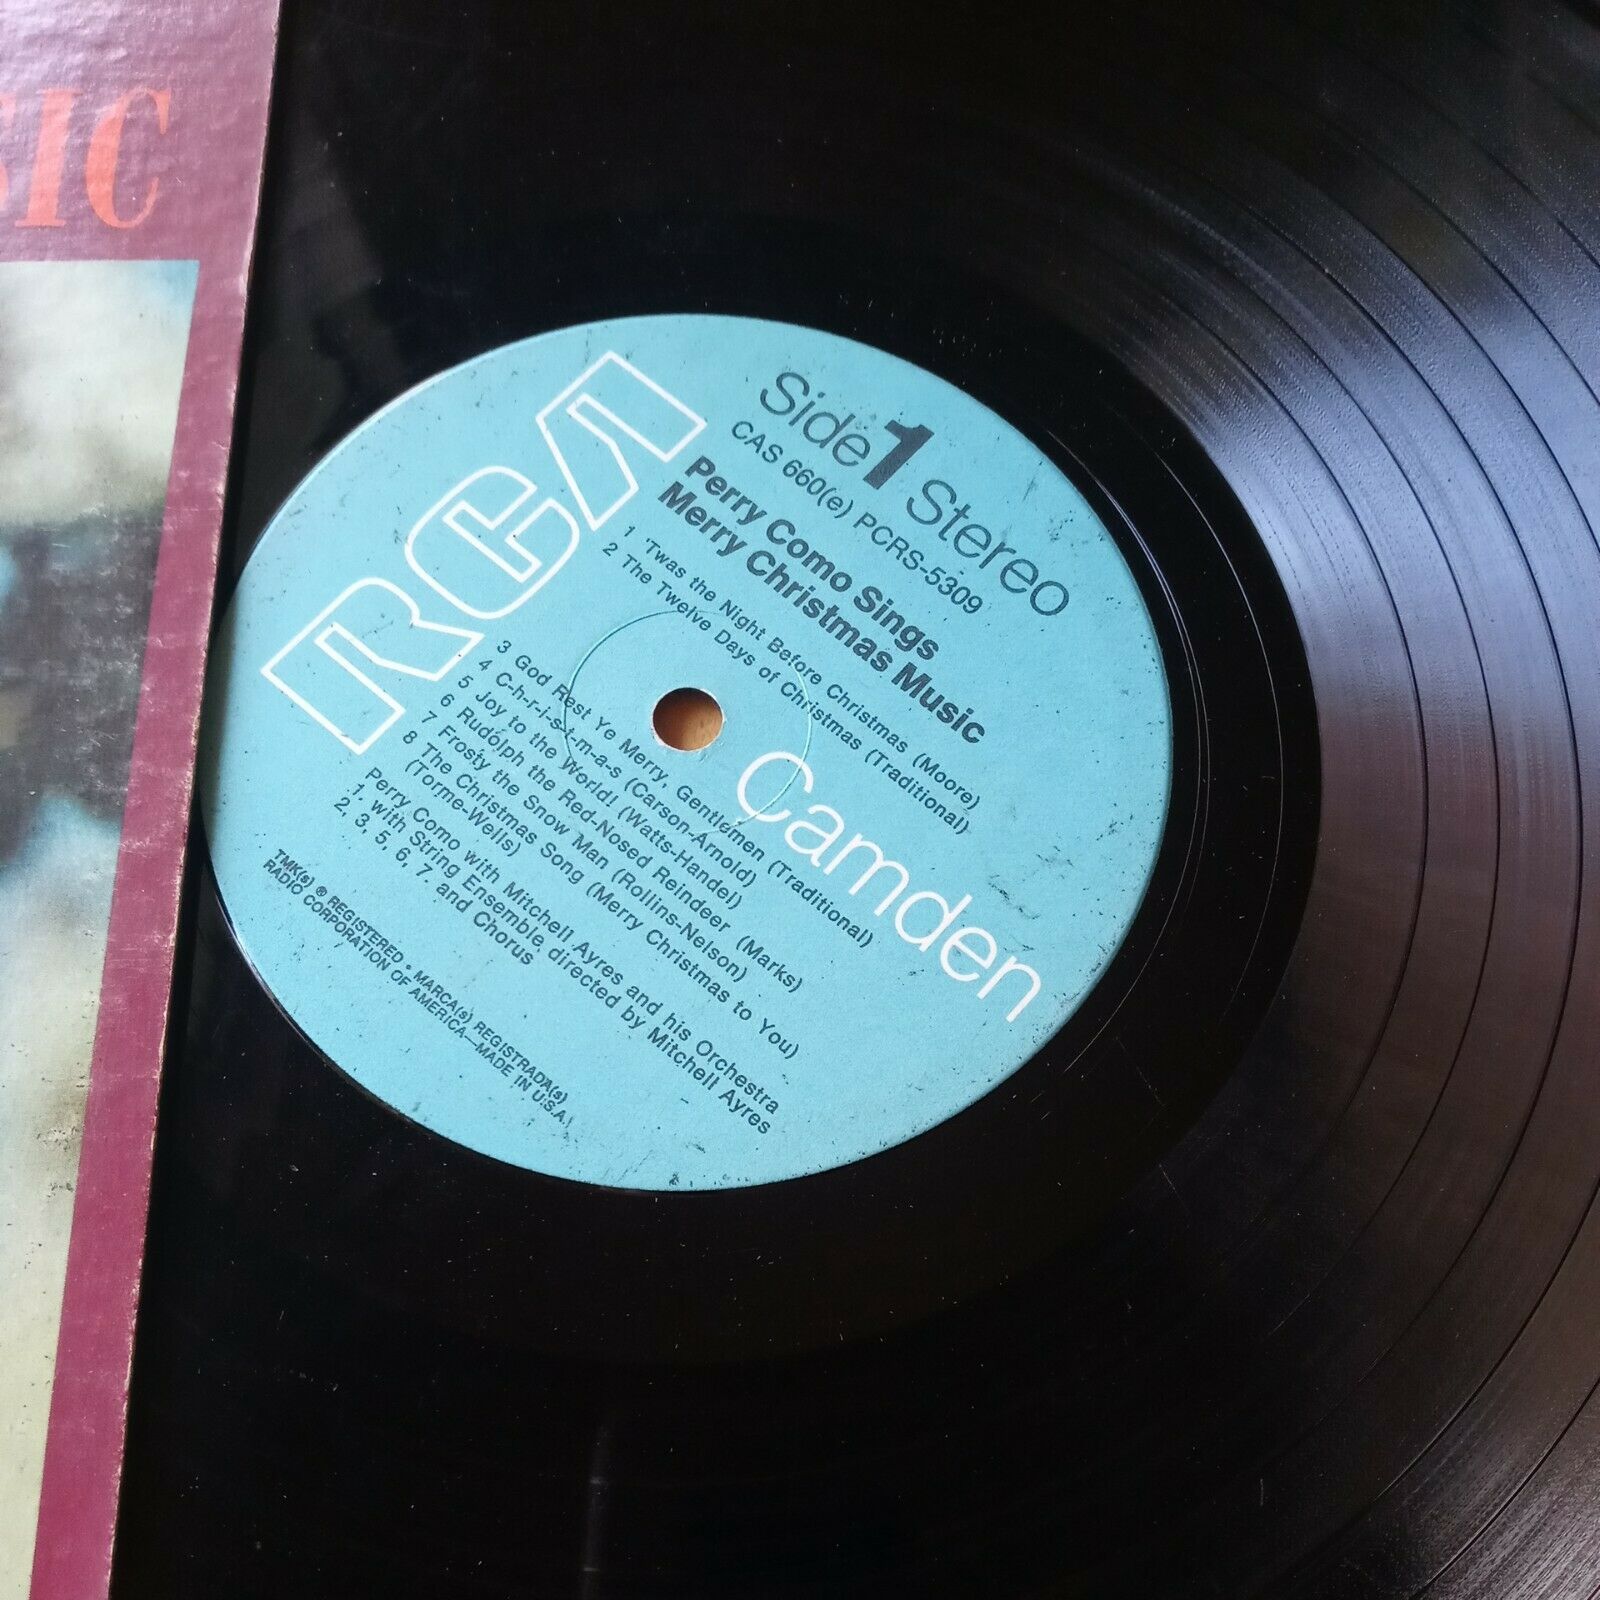 SIC
RCA
Side 1 Stereo
CAS 660(e) PCRS-5309
Perry Como Sings
Merry Christmas Music
1 'Twas the Night Before Christmas (Moore)
2 The Twelve Days of Christmas (Traditional)
Camden
3 God Rest Ye Merry, Gentlemen (Traditional)
4 C-h-r-i-s-t-m-a-s (Carson-Arnold)
5 Joy to the World! (Watts-Handel)
6 Rudolph the Red-Nosed Reindeer (Marks)
7 Frosty the Snow Man (Rollins-Nelson)
8 The Christmas Song (Merry Christmas to You)
(Torme-Wells)
Perry Como with Mitchell Ayres and his Orchestra
1. with String Ensemble, directed by Mitchell Ayres
2, 3, 5, 6, 7. and Chorus
TMK(s) ® REGISTERED • MARCA(s) REGISTRADA(s)
RADIO CORPORATION OF AMERICA—MADE IN U.S.A.